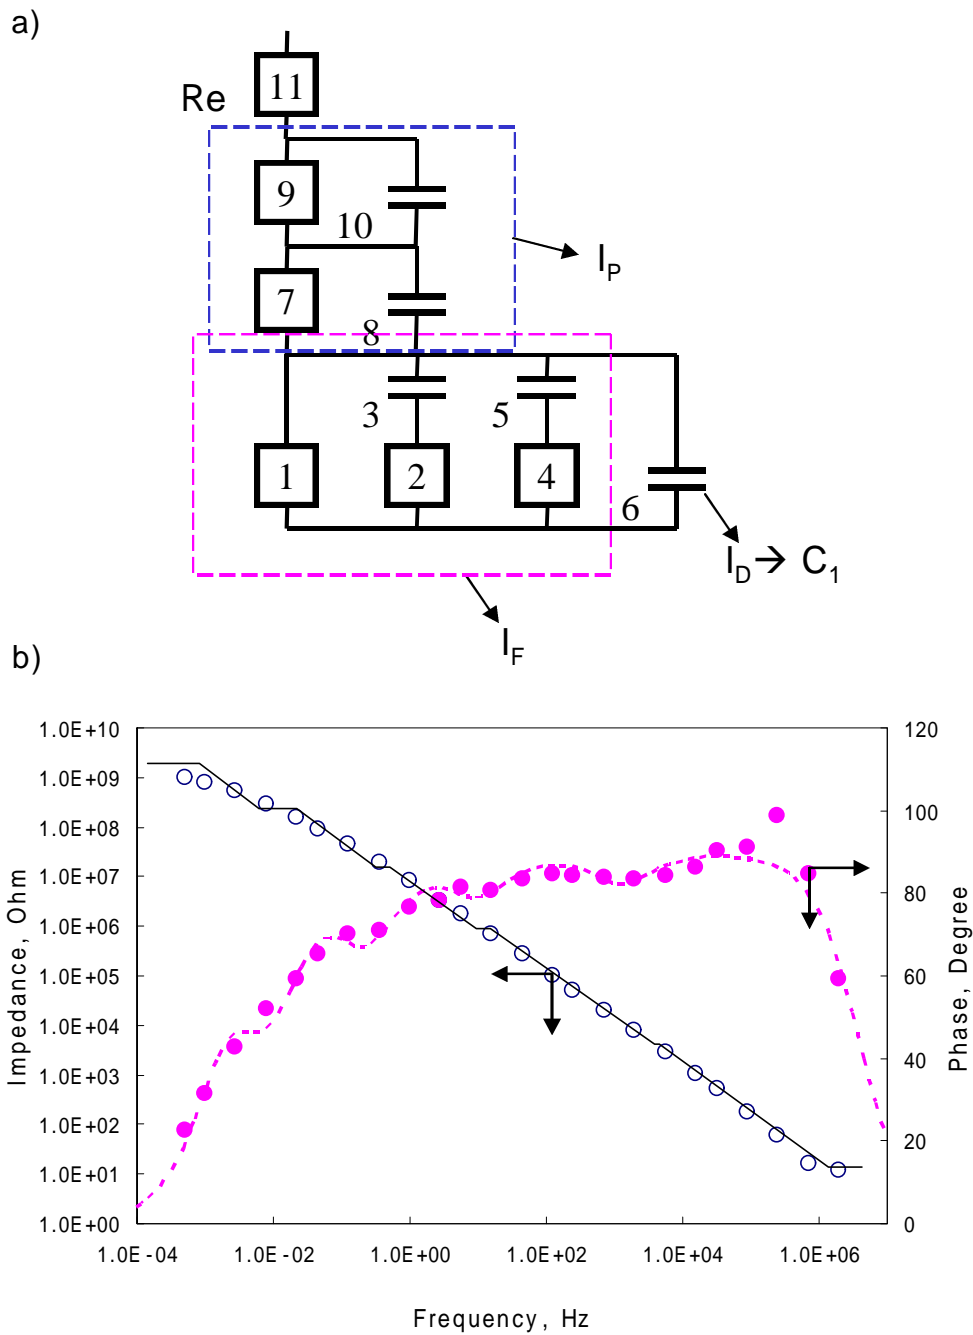 a)
11
Re
9
10
I_P
7
8
3
5
1
2
4
6
I_D → C_1
I_F
b)
1.0E+10
1.0E+09
1.0E+08
1.0E+07
1.0E+06
1.0E+05
1.0E+04
1.0E+03
1.0E+02
1.0E+01
1.0E+00
Impedance, Ohm
120
100
80
60
40
20
0
Phase, Degree
1.0E-04
1.0E-02
1.0E+00
1.0E+02
1.0E+04
1.0E+06
Frequency, Hz